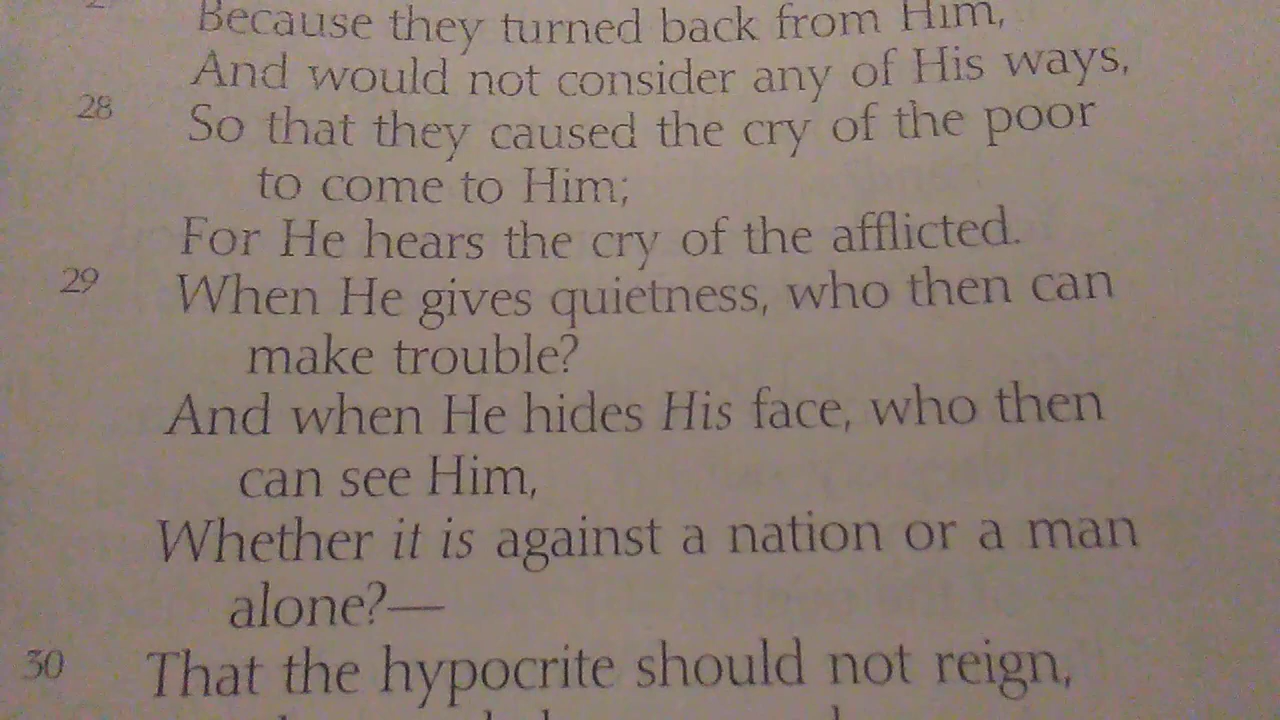 Because they turned back from Him,
And would not consider any of His ways,
28 So that they caused the cry of the poor
to come to Him;
For He hears the cry of the afflicted.
29 When He gives quietness, who then can
make trouble?
And when He hides His face, who then
can see Him,
Whether it is against a nation or a man
alone?—
30 That the hypocrite should not reign,